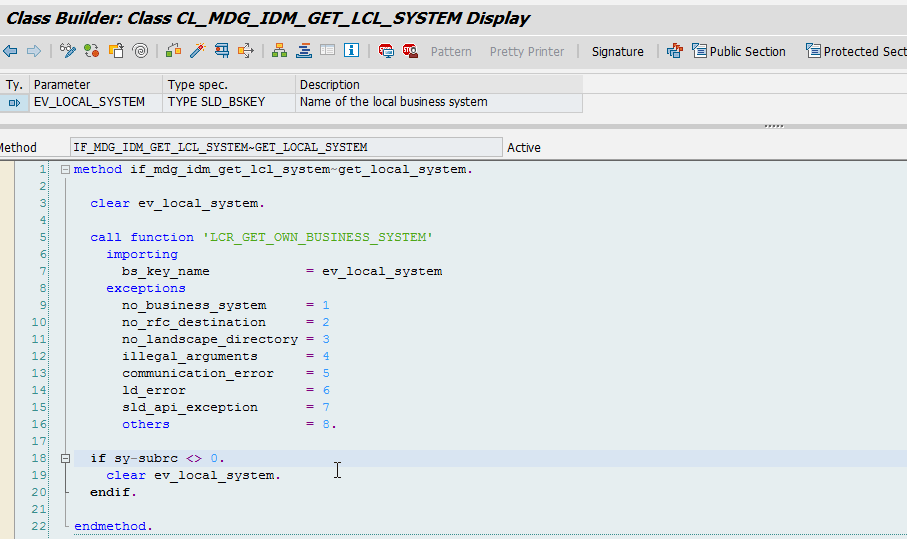 Class Builder: Class CL_MDG_IDM_GET_LCL_SYSTEM Display
Pattern Pretty Printer Signature Public Section Protected Sect
Ty. Parameter Type spec. Description
EV_LOCAL_SYSTEM TYPE SLD_BSKEY Name of the local business system
Method IF_MDG_IDM_GET_LCL_SYSTEM~GET_LOCAL_SYSTEM Active
1 method if_mdg_idm_get_lcl_system~get_local_system.
2
3 clear ev_local_system.
4
5 call function 'LCR_GET_OWN_BUSINESS_SYSTEM'
6 importing
7 bs_key_name = ev_local_system
8 exceptions
9 no_business_system = 1
10 no_rfc_destination = 2
11 no_landscape_directory = 3
12 illegal_arguments = 4
13 communication_error = 5
14 ld_error = 6
15 sld_api_exception = 7
16 others = 8.
17
18 if sy-subrc <> 0.
19 clear ev_local_system.
20 endif.
21
22 endmethod.